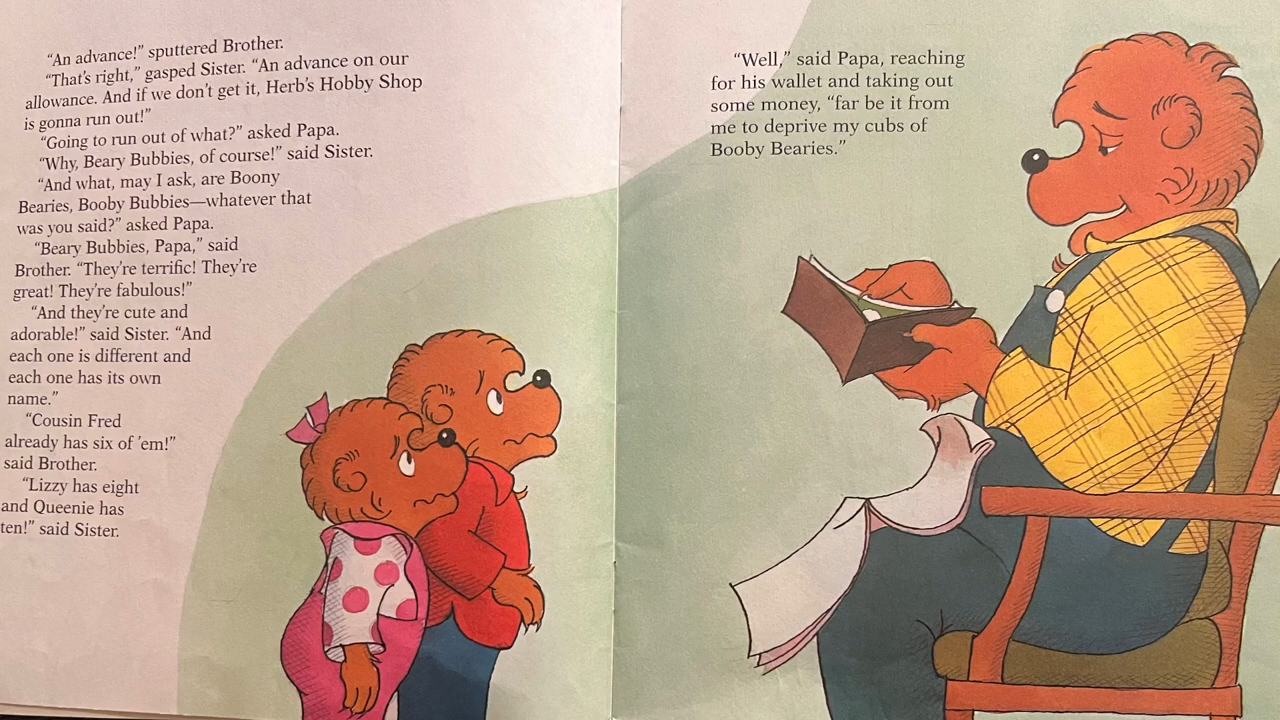 “An advance!” sputtered Brother.
“That’s right,” gasped Sister. “An advance on our
allowance. And if we don’t get it, Herb’s Hobby Shop
is gonna run out!”
“Going to run out of what?” asked Papa.
“Why, Beary Bubbies, of course!” said Sister.
“And what, may I ask, are Boony
Bearies, Booby Bubbies—whatever that
was you said?” asked Papa.
“Beary Bubbies, Papa,” said
Brother. “They’re terrific! They’re
great! They’re fabulous!”
“And they’re cute and
adorable!” said Sister. “And
each one is different and
each one has its own
name.”
“Cousin Fred
already has six of ’em!”
said Brother.
“Lizzy has eight
and Queenie has
ten!” said Sister.
“Well,” said Papa, reaching
for his wallet and taking out
some money, “far be it from
me to deprive my cubs of
Booby Bearies.”